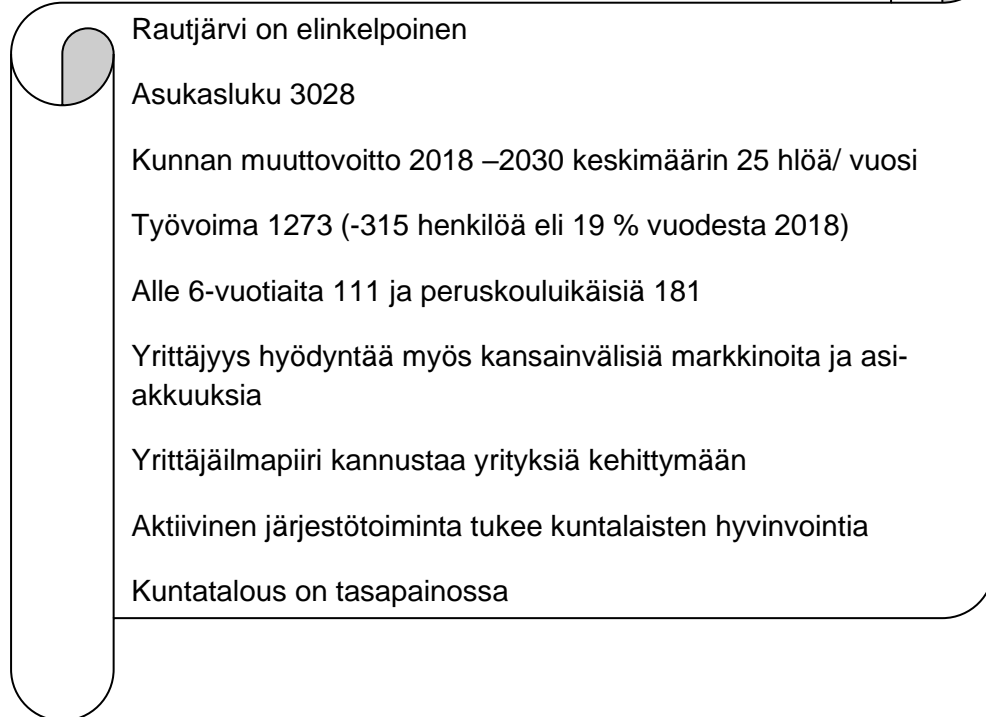 Rautjärvi on elinkelpoinen
Asukasluku 3028
Kunnan muuttovoitto 2018 –2030 keskimäärin 25 hlöä/ vuosi
Työvoima 1273 (-315 henkilöä eli 19 % vuodesta 2018)
Alle 6-vuotiaita 111 ja peruskouluikäisiä 181
Yrittäjyys hyödyntää myös kansainvälisiä markkinoita ja asi-
akkuuksia
Yrittäjäilmapiiri kannustaa yrityksiä kehittymään
Aktiivinen järjestötoiminta tukee kuntalaisten hyvinvointia
Kuntatalous on tasapainossa